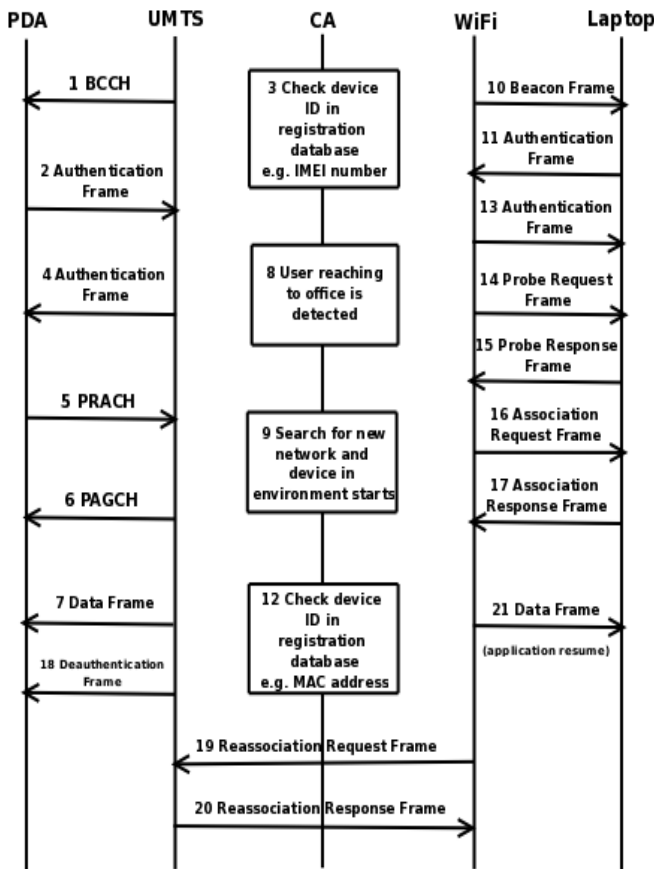 PDA
UMTS
CA
WiFi
Laptop
1 BCCH
2 Authentication
Frame
3 Check device
ID in
registration
database
e.g. IMEI number
4 Authentication
Frame
5 PRACH
6 PAGCH
7 Data Frame
8 User reaching
to office is
detected
9 Search for new
network and
device in
environment starts
10 Beacon Frame
11 Authentication
Frame
12 Check device
ID in
registration
database
e.g. MAC address
13 Authentication
Frame
14 Probe Request
Frame
15 Probe Response
Frame
16 Association
Request Frame
17 Association
Response Frame
18 Deauthentication
Frame
19 Reassociation Request Frame
20 Reassociation Response Frame
21 Data Frame
(application resume)